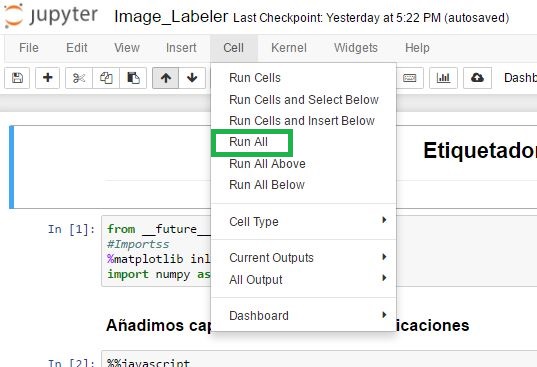 jupyter Image_Labeler Last Checkpoint: Yesterday at 5:22 PM (autosaved)
File Edit View Insert Cell Kernel Widgets Help
Run Cells
Run Cells and Select Below
Run Cells and Insert Below
Run All
Run All Above
Run All Below
Cell Type
Current Outputs
All Output
Dashboard
Dashb
Etiquetador
In [1]: from __future__
#Importss
%matplotlib inl
import numpy as
Añadimos cap icaciones
In [2]: %%javascript